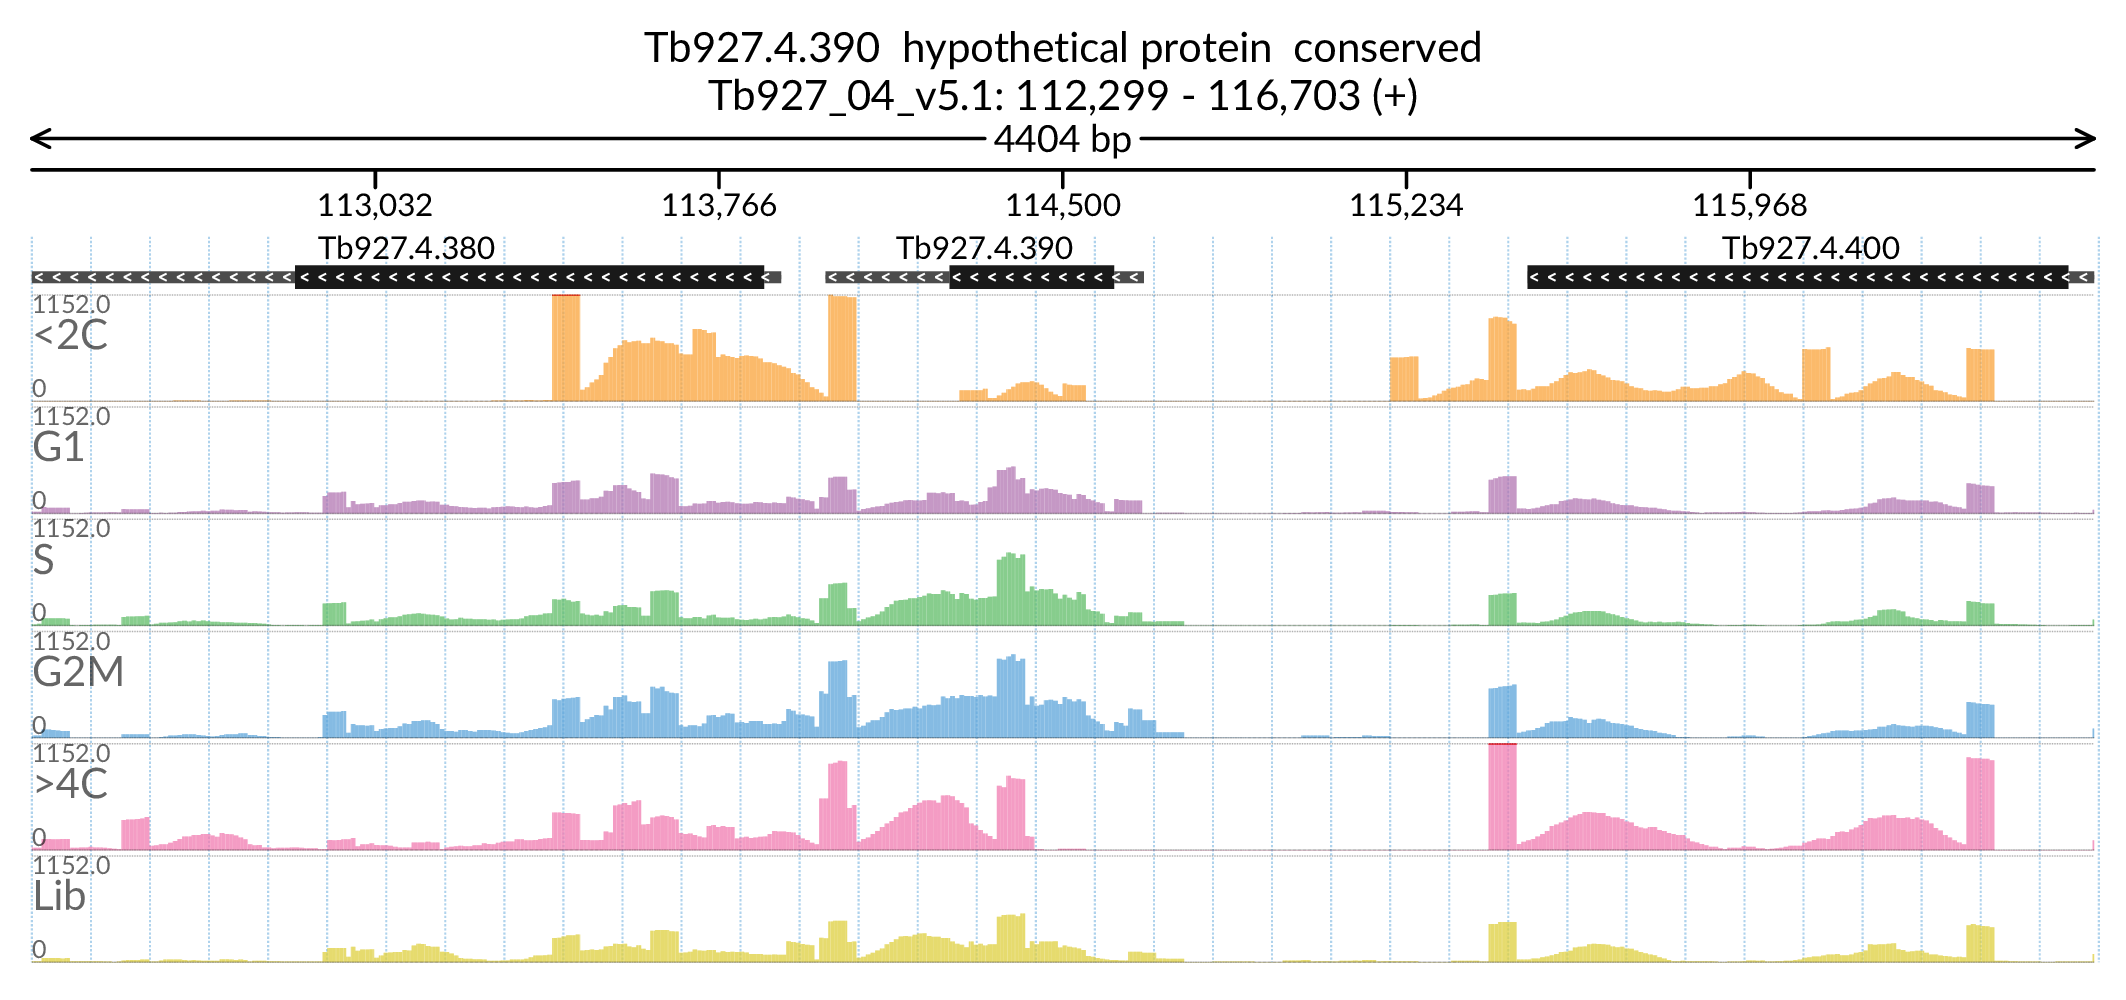 Tb927.4.390 hypothetical protein conserved
Tb927_04_v5.1: 112,299 - 116,703 (+)
4404 bp
113,032 113,766 114,500 115,234 115,968
Tb927.4.380 Tb927.4.390 Tb927.4.400
1152.0
<2C
0
1152.0
G1
0
1152.0
S
0
1152.0
G2M
0
1152.0
>4C
0
1152.0
Lib
0